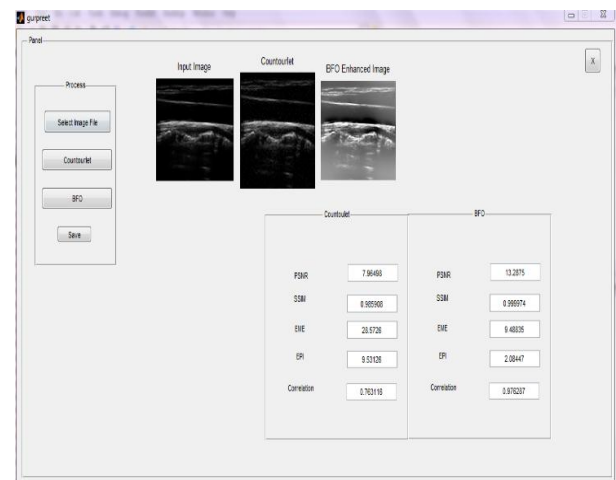 gurpreet
Panel
X
Process
Select Image File
Countourlet
BFO
Save
Input Image
Countourlet
BFO Enhanced Image
Countoulet
PSNR 7.96498
SSIM 0.985908
EME 28.5726
EPI 9.53126
Correlation 0.763116
BFO
PSNR 13.2875
SSIM 0.999974
EME 9.48835
EPI 2.08447
Correlation 0.976287